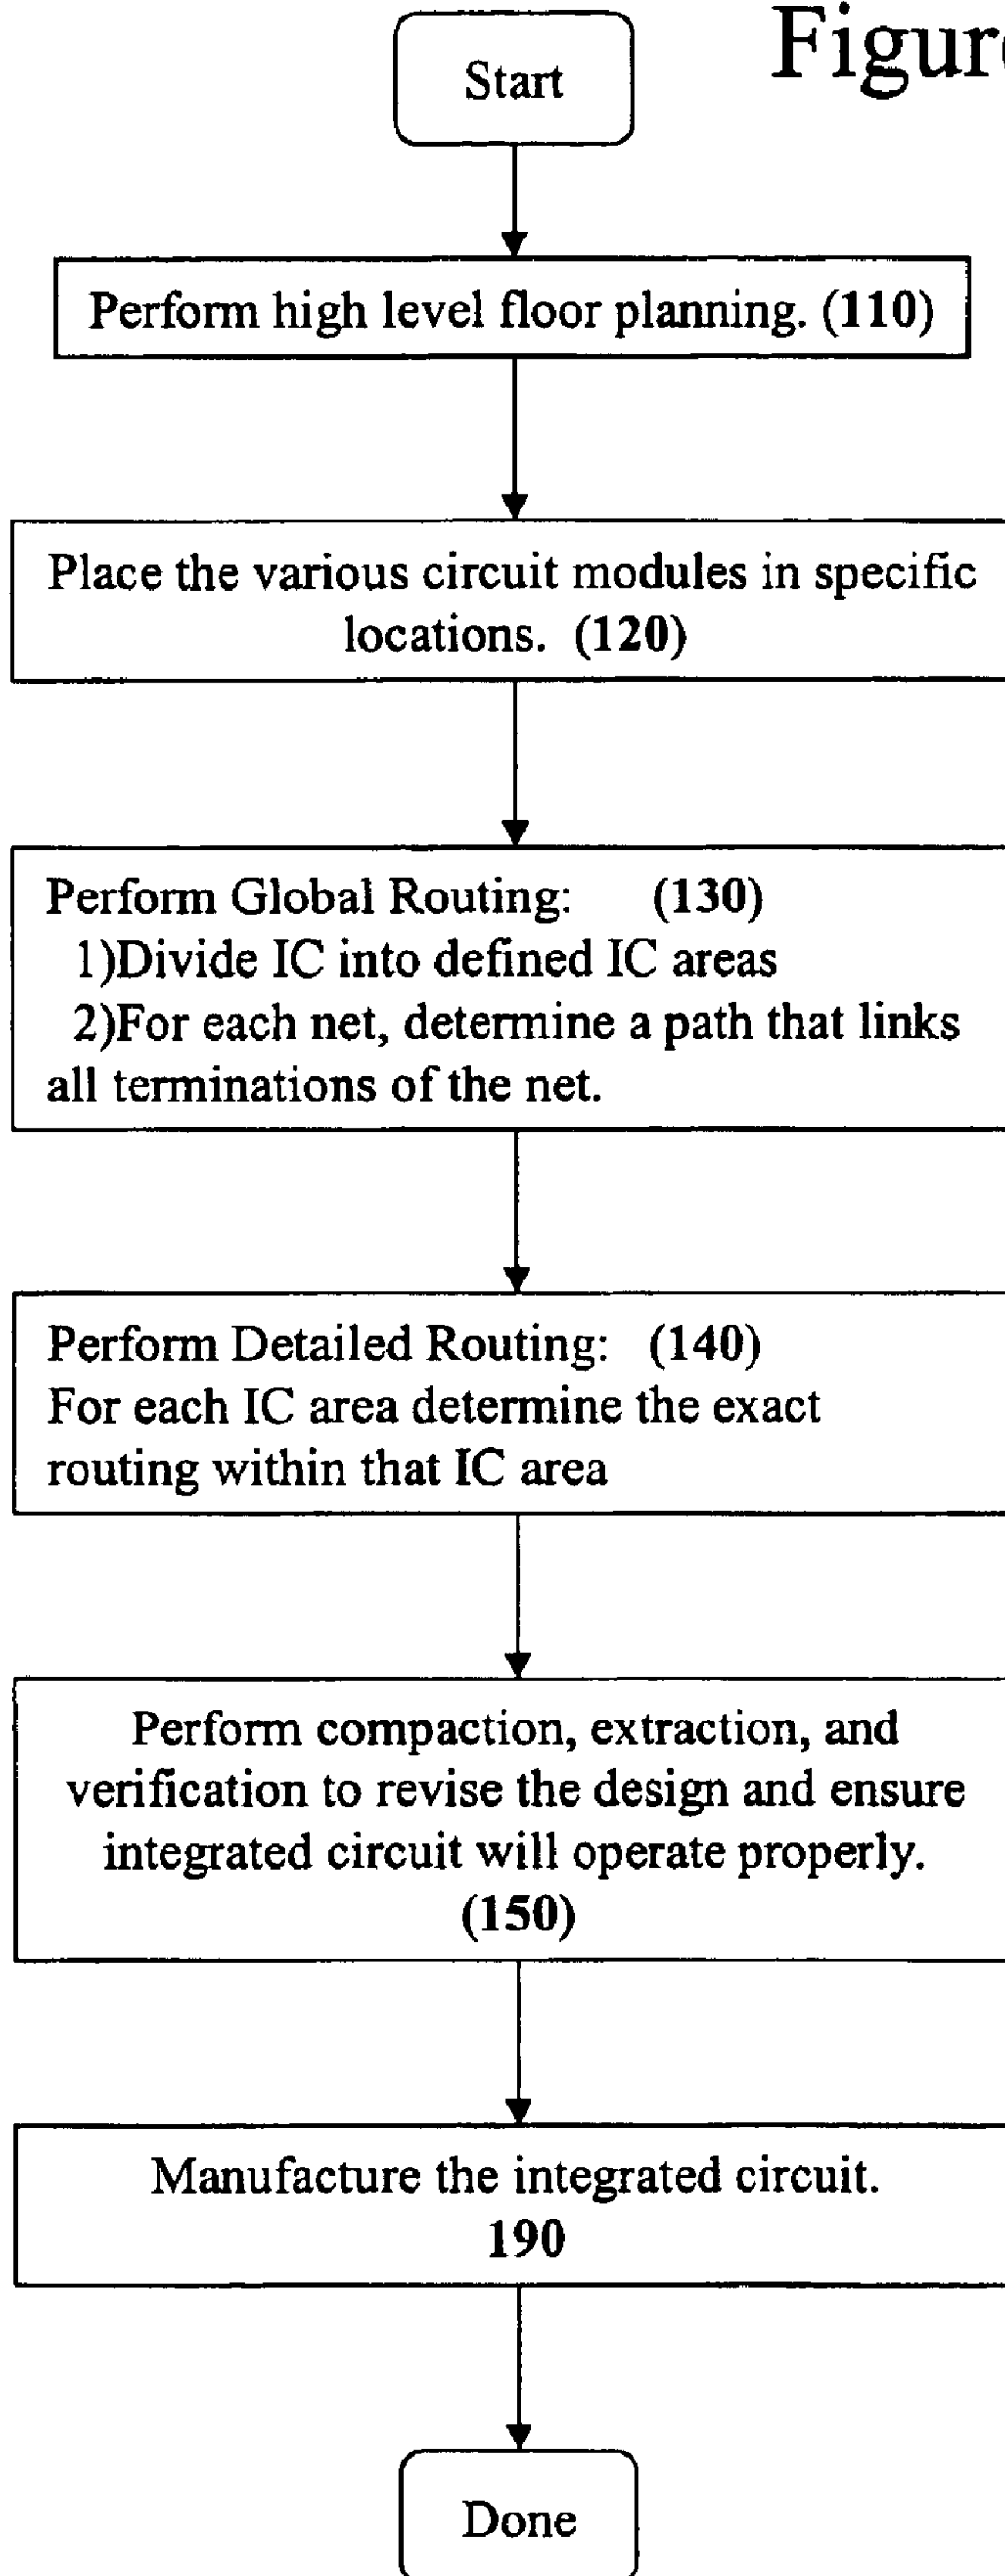 Figure
Start
Perform high level floor planning. (110)
Place the various circuit modules in specific
locations. (120)
Perform Global Routing: (130)
1)Divide IC into defined IC areas
2)For each net, determine a path that links
all terminations of the net.
Perform Detailed Routing: (140)
For each IC area determine the exact
routing within that IC area
Perform compaction, extraction, and
verification to revise the design and ensure
integrated circuit will operate properly.
(150)
Manufacture the integrated circuit.
190
Done